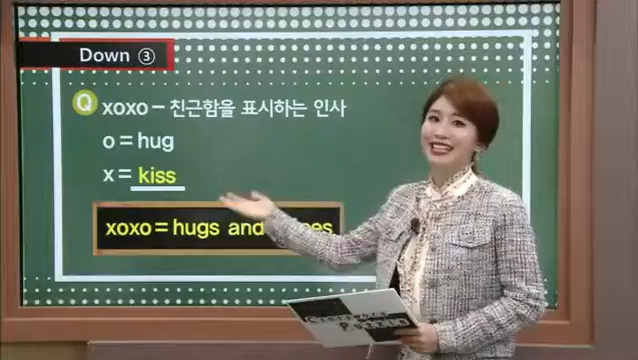 Down ③
Q xoxo - 친근함을 표시하는 인사
o = hug
x = kiss
xoxo = hugs and